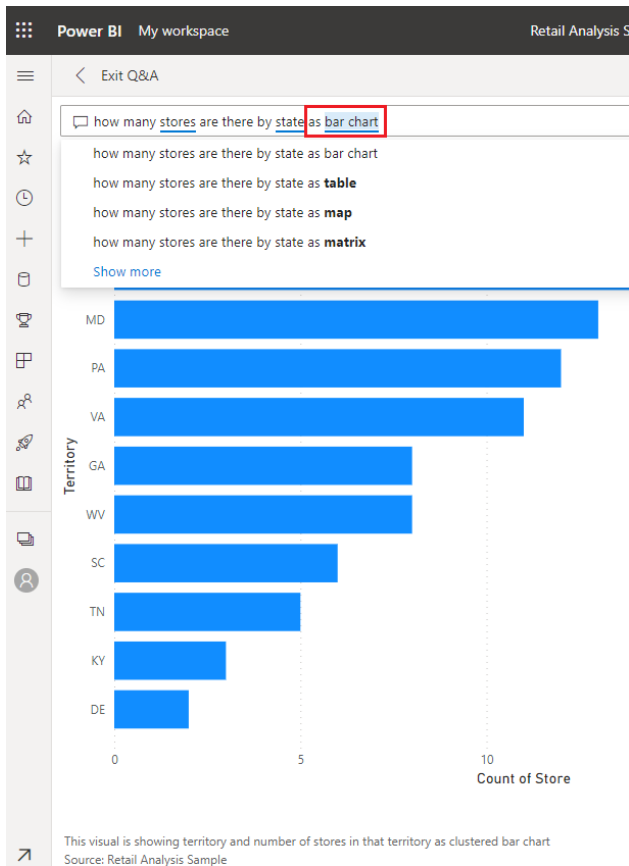 Power BI My workspace Retail Analysis S
Exit Q&A
how many stores are there by state as bar chart
how many stores are there by state as bar chart
how many stores are there by state as table
how many stores are there by state as map
how many stores are there by state as matrix
Show more
MD
PA
VA
Territory
GA
WV
SC
TN
KY
DE
0 5 10
Count of Store
This visual is showing territory and number of stores in that territory as clustered bar chart
Source: Retail Analysis Sample